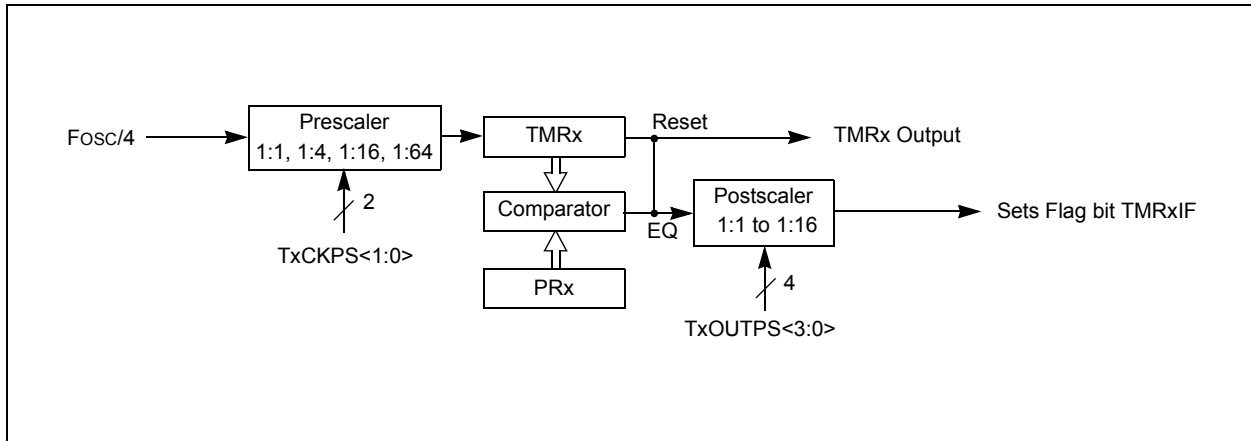 Fosc/4
Prescaler
1:1, 1:4, 1:16, 1:64
2
TxCKPS<1:0>
TMRx
Reset
TMRx Output
Comparator
EQ
PRx
Postscaler
1:1 to 1:16
4
TxOUTPS<3:0>
Sets Flag bit TMRxIF